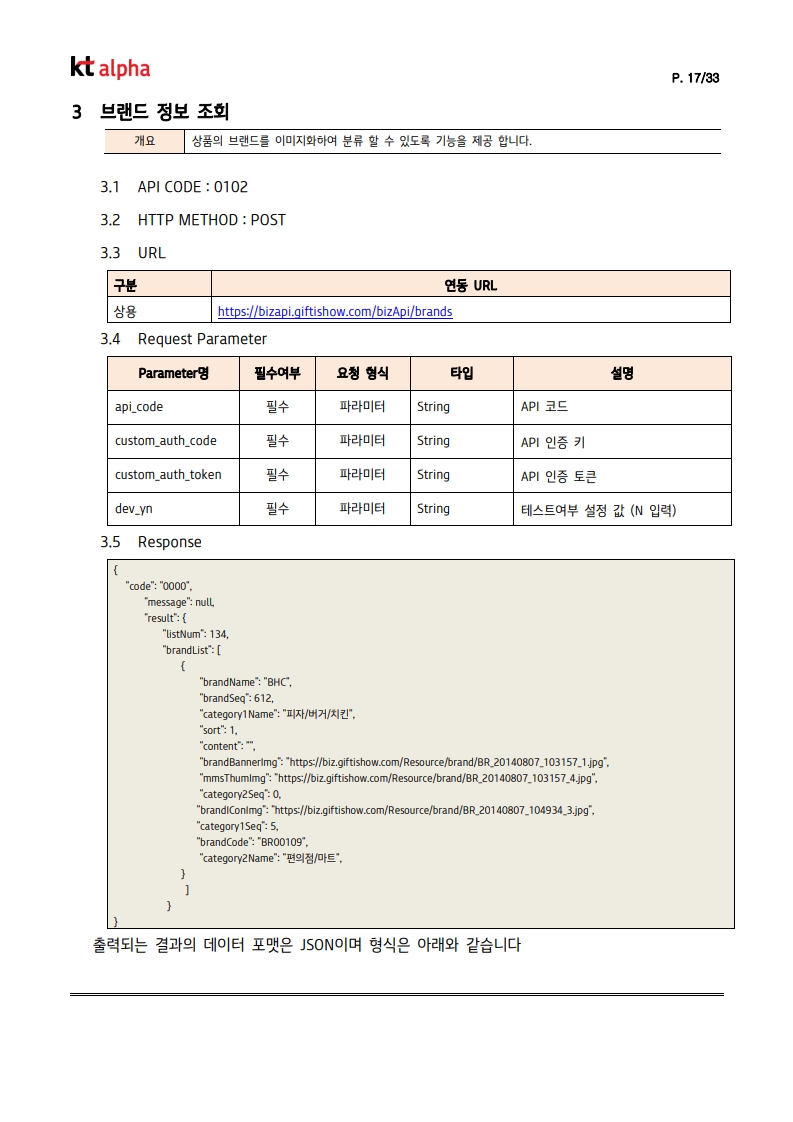 kt alpha
P. 17/33
3 브랜드 정보 조회
개요 상품의 브랜드를 이미지화하여 분류 할 수 있도록 기능을 제공 합니다.
3.1 API CODE : 0102
3.2 HTTP METHOD : POST
3.3 URL
구분 연동 URL
상용 https://bizapi.giftishow.com/bizApi/brands
3.4 Request Parameter
Parameter명 필수여부 요청 형식 타입 설명
api_code 필수 파라미터 String API 코드
custom_auth_code 필수 파라미터 String API 인증 키
custom_auth_token 필수 파라미터 String API 인증 토큰
dev_yn 필수 파라미터 String 테스트여부 설정 값 (N 입력)
3.5 Response
{
"code": "0000",
"message": null,
"result": {
"listNum": 134,
"brandList": [
{
"brandName": "BHC",
"brandSeq": 612,
"category1Name": "피자/버거/치킨",
"sort": 1,
"content": "",
"brandBannerImg": "https://biz.giftishow.com/Resource/brand/BR_20140807_103157_1.jpg",
"mmsThumImg": "https://biz.giftishow.com/Resource/brand/BR_20140807_103157_4.jpg",
"category2Seq": 0,
"brandIConImg": "https://biz.giftishow.com/Resource/brand/BR_20140807_104934_3.jpg",
"category1Seq": 5,
"brandCode": "BR00109",
"category2Name": "편의점/마트",
}
]
}
}
출력되는 결과의 데이터 포맷은 JSON이며 형식은 아래와 같습니다